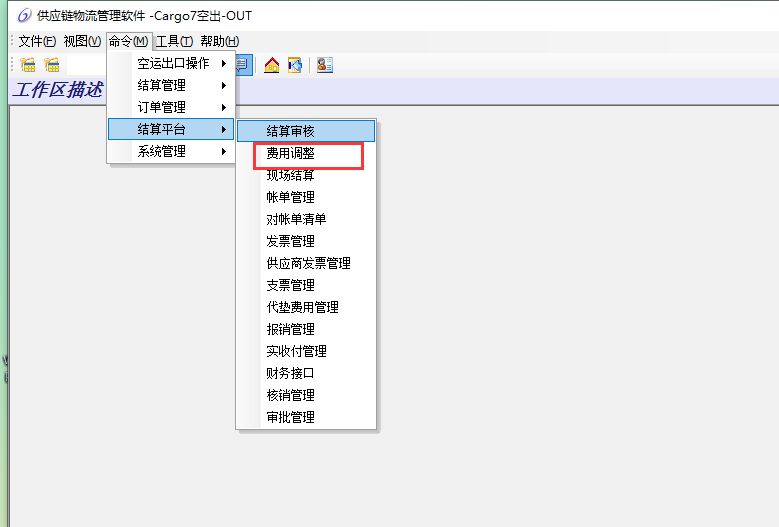 供应链物流管理软件 -Cargo7空出-OUT
文件(F) 视图(V) 命令(M) 工具(T) 帮助(H)
工作区描述
空运出口操作
结算管理
订单管理
结算平台
系统管理
结算审核
费用调整
现场结算
帐单管理
对帐单清单
发票管理
供应商发票管理
支票管理
代垫费用管理
报销管理
实收付管理
财务接口
核销管理
审批管理